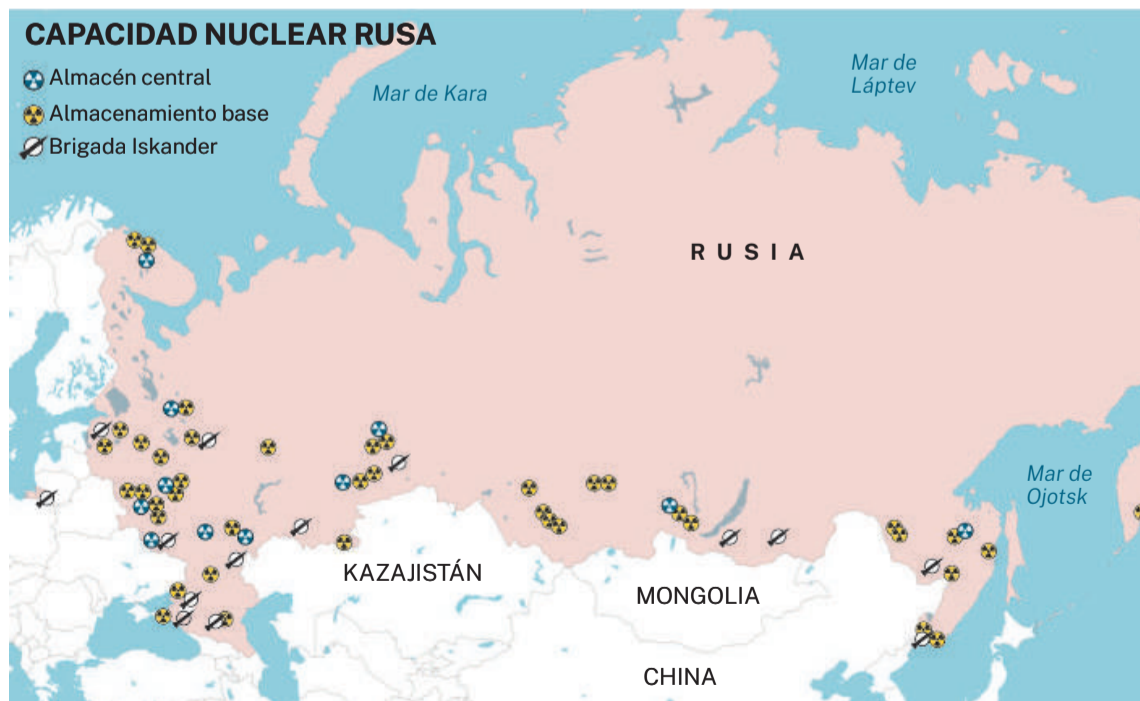 CAPACIDAD NUCLEAR RUSA
Almacén central
Almacenamiento base
Brigada Iskander
Mar de Kara
Mar de
Láptev
RUSIA
Mar de
Ojotsk
KAZAJISTÁN
MONGOLIA
CHINA